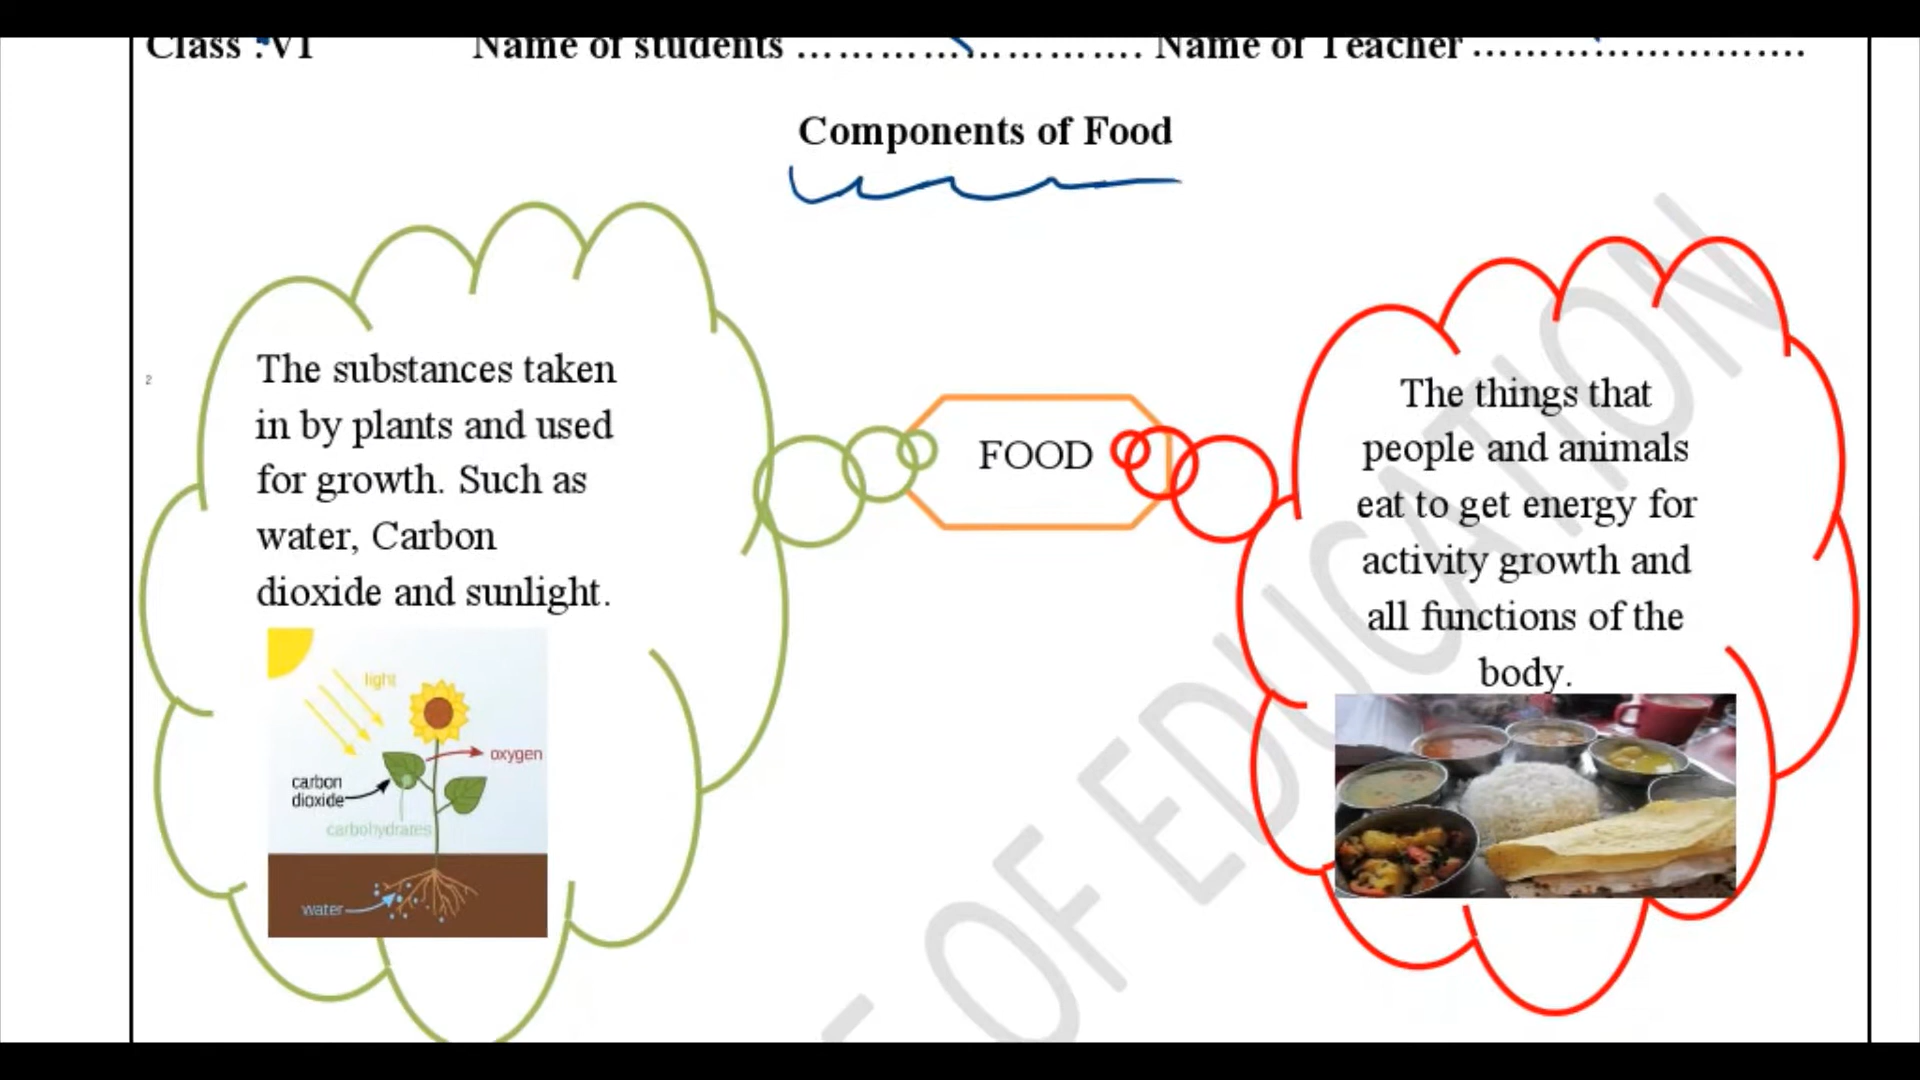 Class :VI Name of students ……………………. Name of Teacher …………………….
Components of Food
2
The substances taken
in by plants and used
for growth. Such as
water, Carbon
dioxide and sunlight.
light
oxygen
carbon
dioxide
carbohydrates
water
FOOD
The things that
people and animals
eat to get energy for
activity growth and
all functions of the
body.
OF EDUCATION